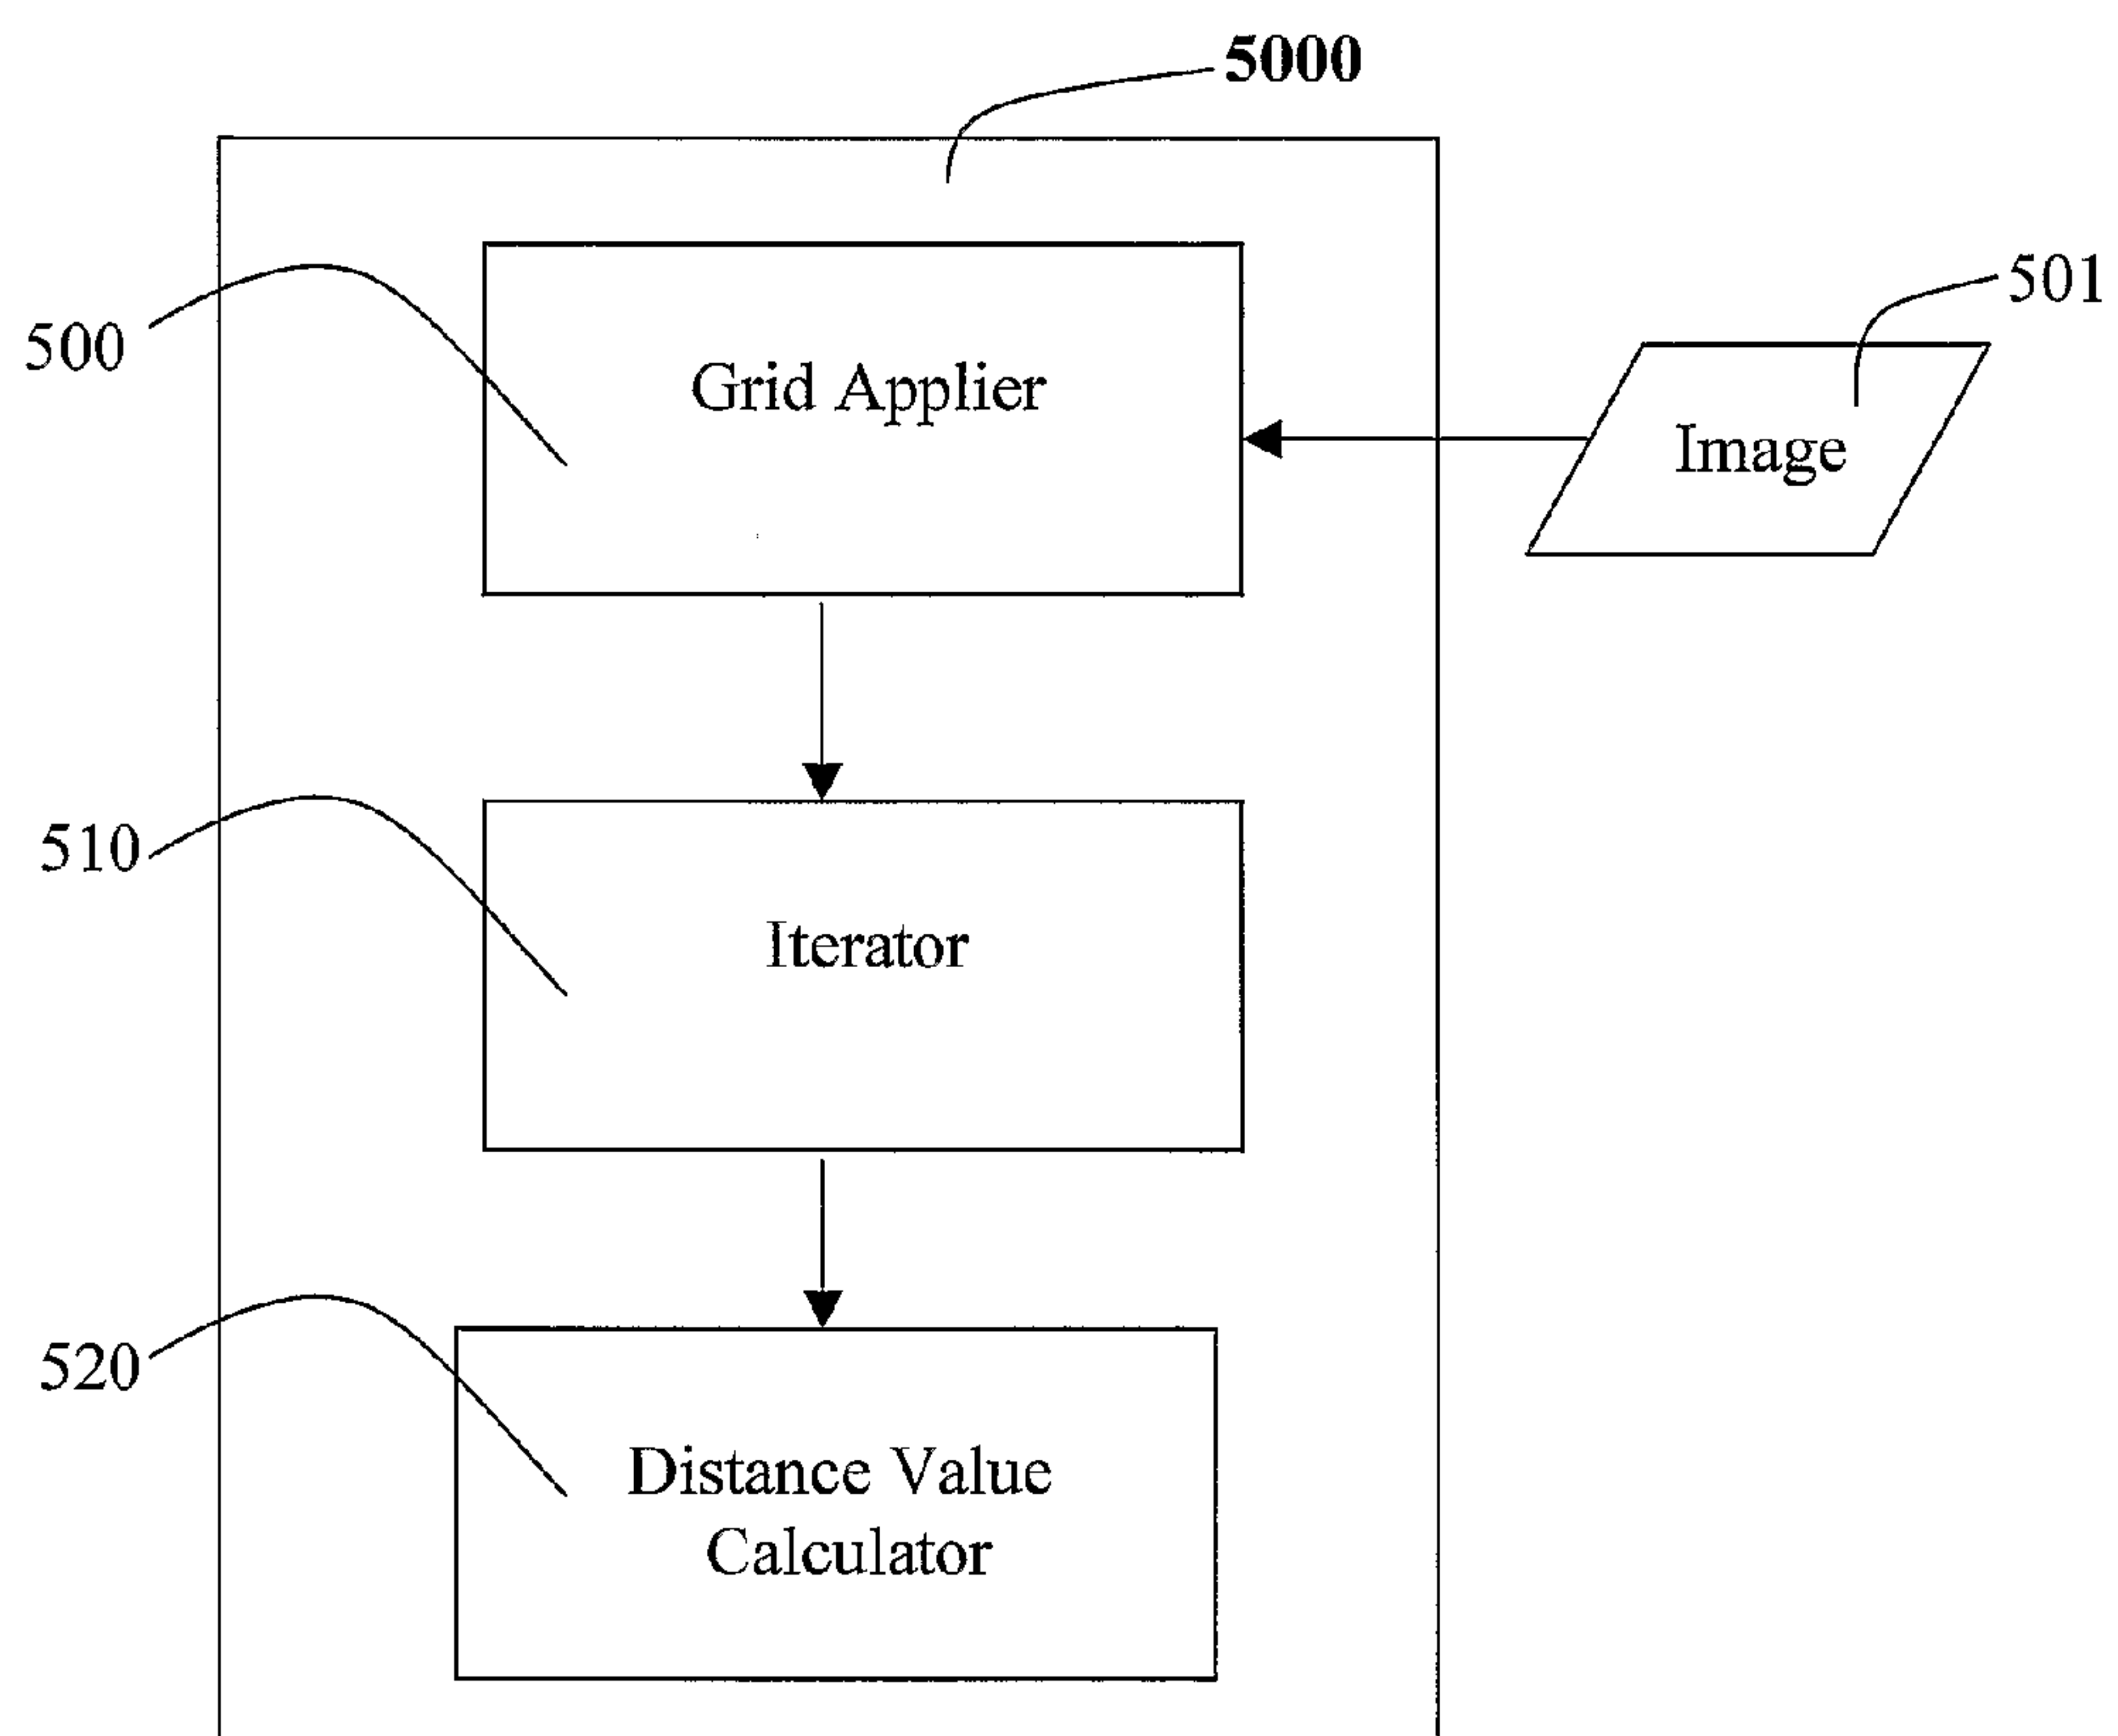 5000
501
500
Grid Applier
Image
510
Iterator
520
Distance Value
Calculator